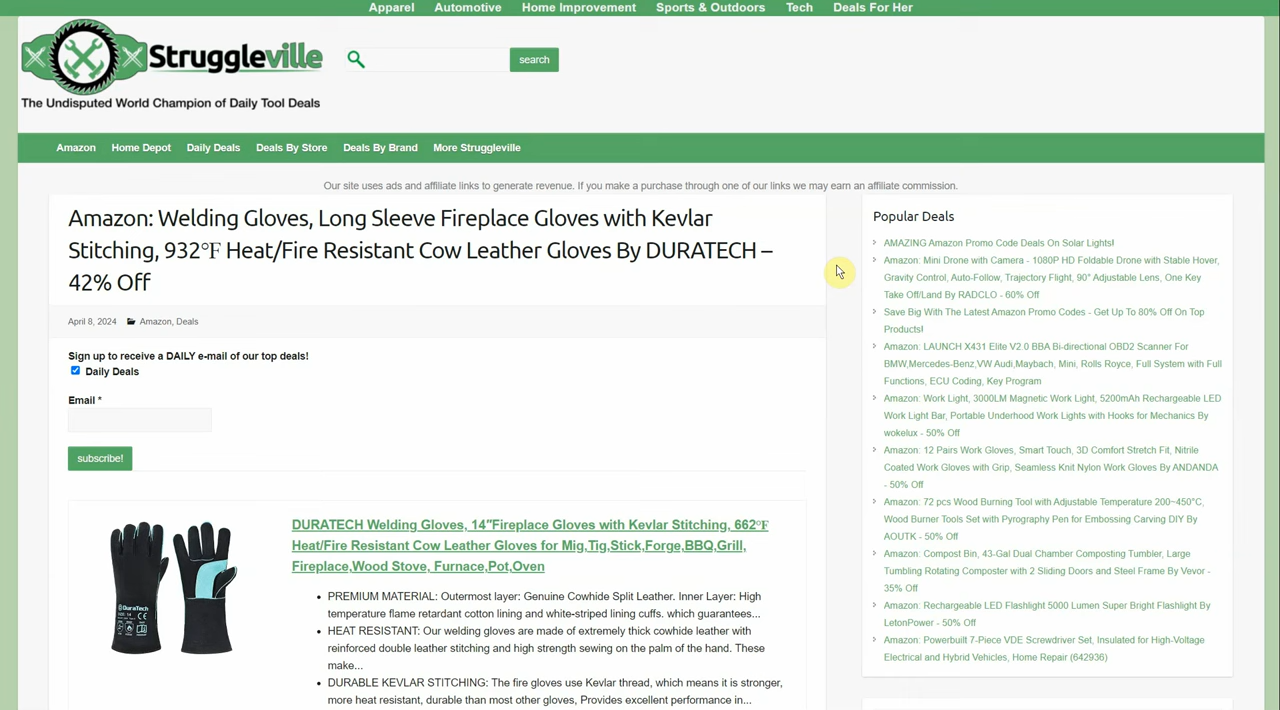 Apparel Automotive Home Improvement Sports & Outdoors Tech Deals For Her
Struggleville
The Undisputed World Champion of Daily Tool Deals
search
Amazon Home Depot Daily Deals Deals By Store Deals By Brand More Struggleville
Our site uses ads and affiliate links to generate revenue. If you make a purchase through one of our links we may earn an affiliate commission.
Amazon: Welding Gloves, Long Sleeve Fireplace Gloves with Kevlar
Stitching, 932°F Heat/Fire Resistant Cow Leather Gloves By DURATECH –
42% Off
April 8, 2024 Amazon, Deals
Sign up to receive a DAILY e-mail of our top deals!
Daily Deals
Email *
subscribe!
DuraTech
DURATECH Welding Gloves, 14″Fireplace Gloves with Kevlar Stitching, 662°F
Heat/Fire Resistant Cow Leather Gloves for Mig,Tig,Stick,Forge,BBQ,Grill,
Fireplace,Wood Stove, Furnace,Pot,Oven
PREMIUM MATERIAL: Outermost layer: Genuine Cowhide Split Leather. Inner Layer: High
temperature flame retardant cotton lining and white-striped lining cuffs. which guarantees...
HEAT RESISTANT: Our welding gloves are made of extremely thick cowhide leather with
reinforced double leather stitching and high strength sewing on the palm of the hand. These
make...
DURABLE KEVLAR STITCHING: The fire gloves use Kevlar thread, which means it is stronger,
more heat resistant, durable than most other gloves, Provides excellent performance in...
Popular Deals
AMAZING Amazon Promo Code Deals On Solar Lights!
Amazon: Mini Drone with Camera - 1080P HD Foldable Drone with Stable Hover,
Gravity Control, Auto-Follow, Trajectory Flight, 90° Adjustable Lens, One Key
Take Off/Land By RADCLO - 60% Off
Save Big With The Latest Amazon Promo Codes - Get Up To 80% Off On Top
Products!
Amazon: LAUNCH X431 Elite V2.0 BBA Bi-directional OBD2 Scanner For
BMW,Mercedes-Benz,VW Audi,Maybach, Mini, Rolls Royce, Full System with Full
Functions, ECU Coding, Key Program
Amazon: Work Light, 3000LM Magnetic Work Light, 5200mAh Rechargeable LED
Work Light Bar, Portable Underhood Work Lights with Hooks for Mechanics By
wokelux - 50% Off
Amazon: 12 Pairs Work Gloves, Smart Touch, 3D Comfort Stretch Fit, Nitrile
Coated Work Gloves with Grip, Seamless Knit Nylon Work Gloves By ANDANDA
- 50% Off
Amazon: 72 pcs Wood Burning Tool with Adjustable Temperature 200~450°C,
Wood Burner Tools Set with Pyrography Pen for Embossing Carving DIY By
AOUTK - 50% Off
Amazon: Compost Bin, 43-Gal Dual Chamber Composting Tumbler, Large
Tumbling Rotating Composter with 2 Sliding Doors and Steel Frame By Vevor -
35% Off
Amazon: Rechargeable LED Flashlight 5000 Lumen Super Bright Flashlight By
LetonPower - 50% Off
Amazon: Powerbuilt 7-Piece VDE Screwdriver Set, Insulated for High-Voltage
Electrical and Hybrid Vehicles, Home Repair (642936)